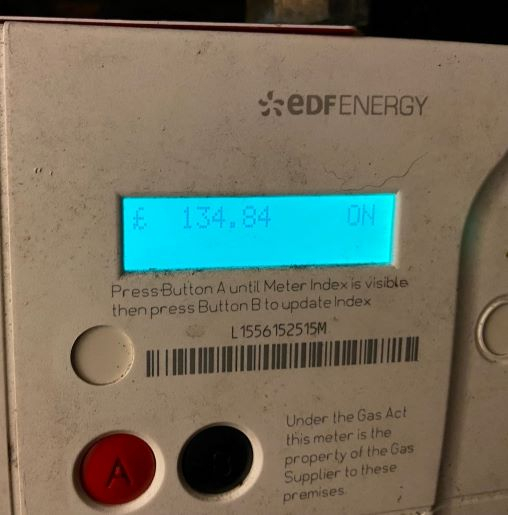 eDFENERGY
£ 134.84 ON
Press Button A until Meter Index is visible
then press Button B to update Index
L1556152515M
Under the Gas Act
this meter is the
property of the Gas
Supplier to these
premises.
A